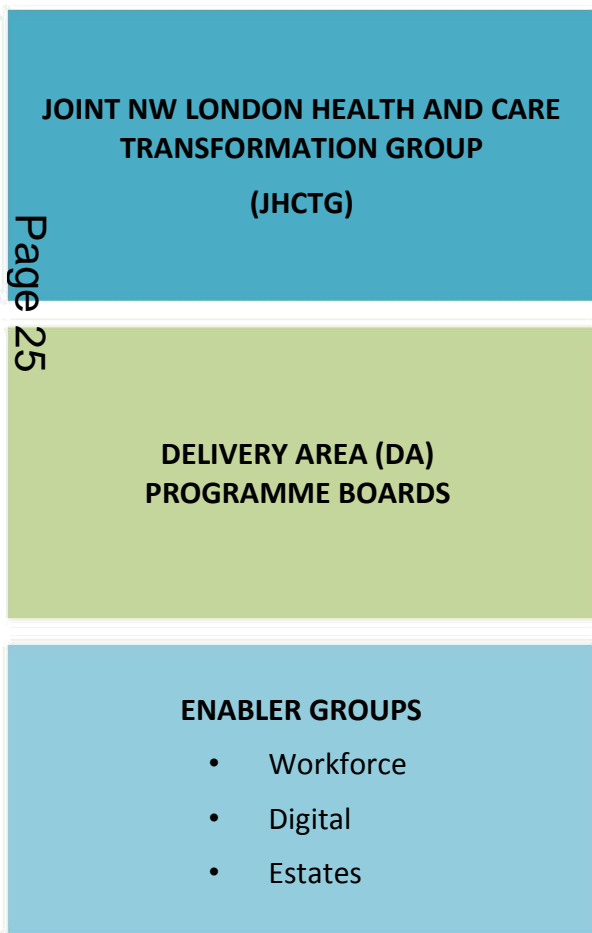 JOINT NW LONDON HEALTH AND CARE
TRANSFORMATION GROUP
(JHCTG)
Page 25
DELIVERY AREA (DA)
PROGRAMME BOARDS
ENABLER GROUPS
• Workforce
• Digital
• Estates